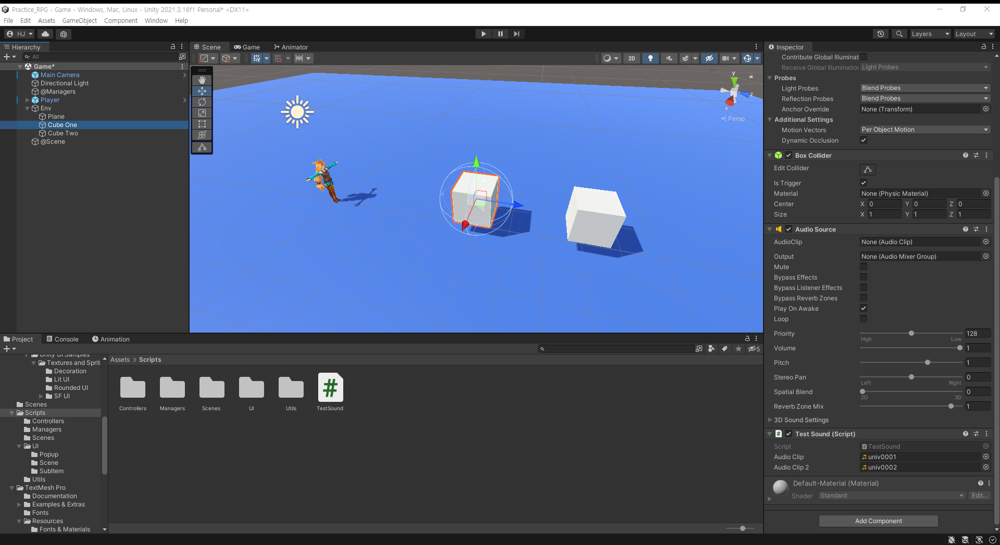 Practice_RPG - Game - Windows, Mac, Linux - Unity 2021.3.16f1 Personal* <DX11>
File Edit Assets GameObject Component Window Help
HJ
Layers Layout
Hierarchy
All
Game*
Main Camera
Directional Light
@Managers
Player
Env
Plane
Cube One
Cube Two
@Scene
Scene Game Animator
2D
y
z
x
Persp
Inspector
Contribute Global Illuminat
Receive Global Illumination Light Probes
Probes
Light Probes Blend Probes
Reflection Probes Blend Probes
Anchor Override None (Transform)
Additional Settings
Motion Vectors Per Object Motion
Dynamic Occlusion
Box Collider
Edit Collider
Is Trigger
Material None (Physic Material)
Center X 0 Y 0 Z 0
Size X 1 Y 1 Z 1
Audio Source
AudioClip None (Audio Clip)
Output None (Audio Mixer Group)
Mute
Bypass Effects
Bypass Listener Effects
Bypass Reverb Zones
Play On Awake
Loop
Priority 128
High Low
Volume 1
Pitch 1
Stereo Pan 0
Left Right
Spatial Blend 0
2D 3D
Reverb Zone Mix 1
3D Sound Settings
# Test Sound (Script)
Script TestSound
Audio Clip univ0001
Audio Clip 2 univ0002
Default-Material (Material)
Shader Standard Edit...
Add Component
Project Console Animation
5
Unity UI Samples
Textures and Sprit
Decoration
Lit UI
Rounded UI
SF UI
Scenes
Scripts
Controllers
Managers
Scenes
UI
Popup
Scene
SubItem
Utils
TextMesh Pro
Documentation
Examples & Extras
Fonts
Resources
Fonts & Materials
Assets > Scripts
#
Controllers Managers Scenes UI Utils TestSound